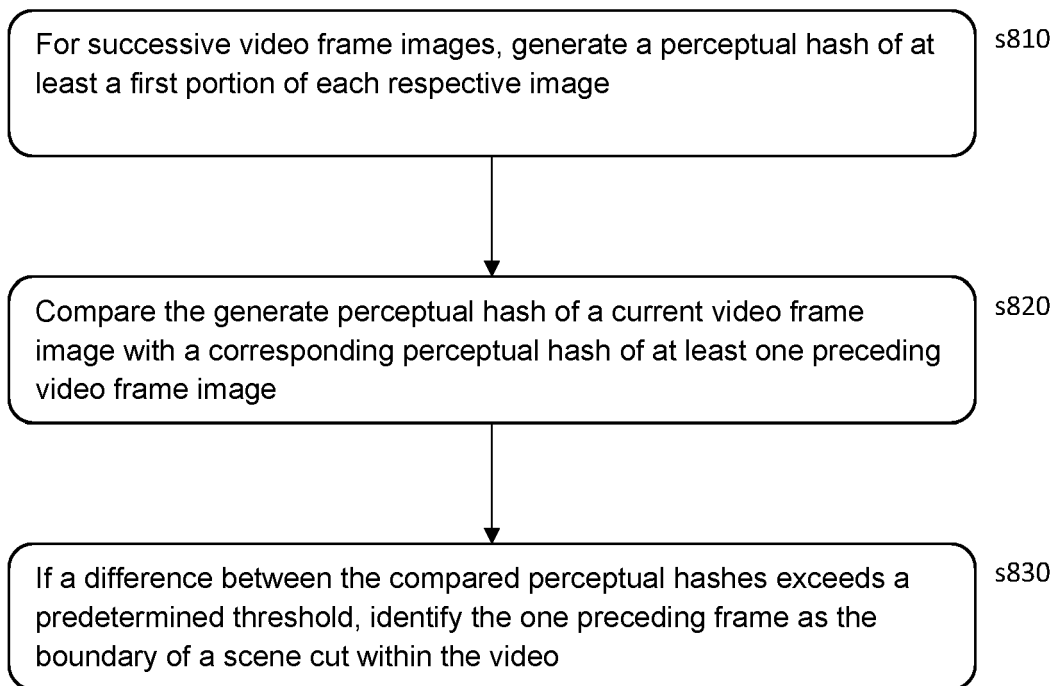 For successive video frame images, generate a perceptual hash of at
least a first portion of each respective image
s810
Compare the generate perceptual hash of a current video frame
image with a corresponding perceptual hash of at least one preceding
video frame image
s820
If a difference between the compared perceptual hashes exceeds a
predetermined threshold, identify the one preceding frame as the
boundary of a scene cut within the video
s830